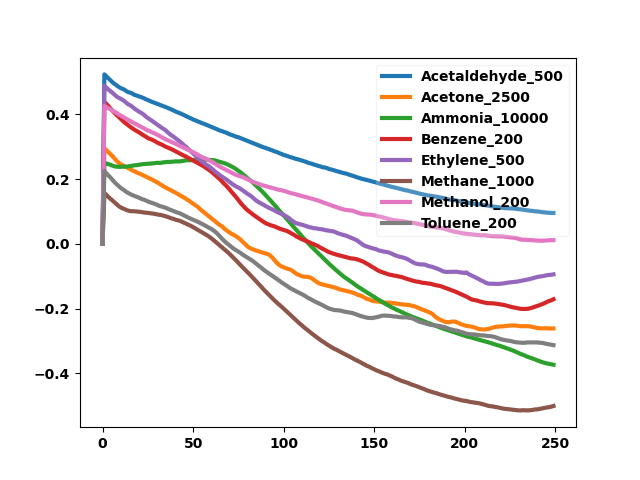 Acetaldehyde_500
Acetone_2500
Ammonia_10000
Benzene_200
Ethylene_500
Methane_1000
Methanol_200
Toluene_200
0.4
0.2
0.0
−0.2
−0.4
0 50 100 150 200 250